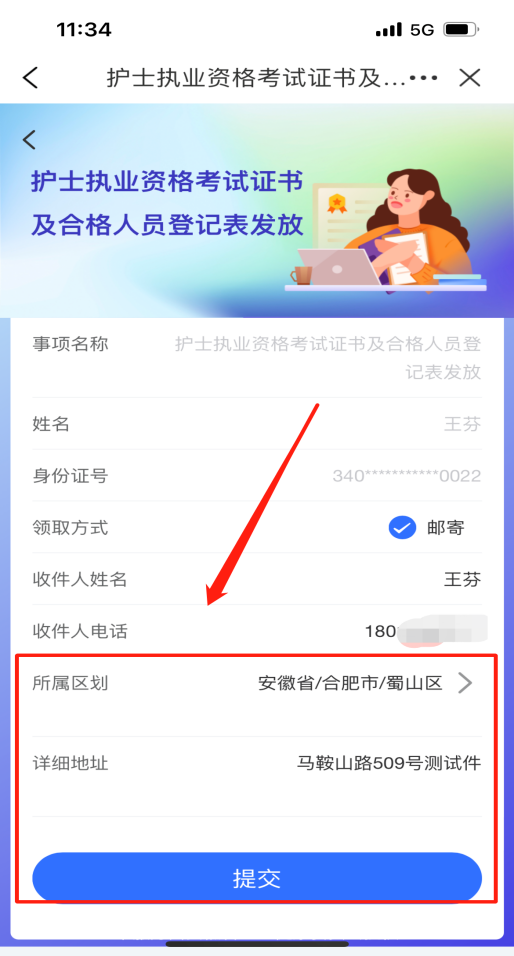 11:34
5G
护士执业资格考试证书及...
护士执业资格考试证书
及合格人员登记表发放
事项名称 护士执业资格考试证书及合格人员登
记表发放
姓名 王芬
身份证号 340***********0022
领取方式 邮寄
收件人姓名 王芬
收件人电话 180
所属区划 安徽省/合肥市/蜀山区
详细地址 马鞍山路509号测试件
提交